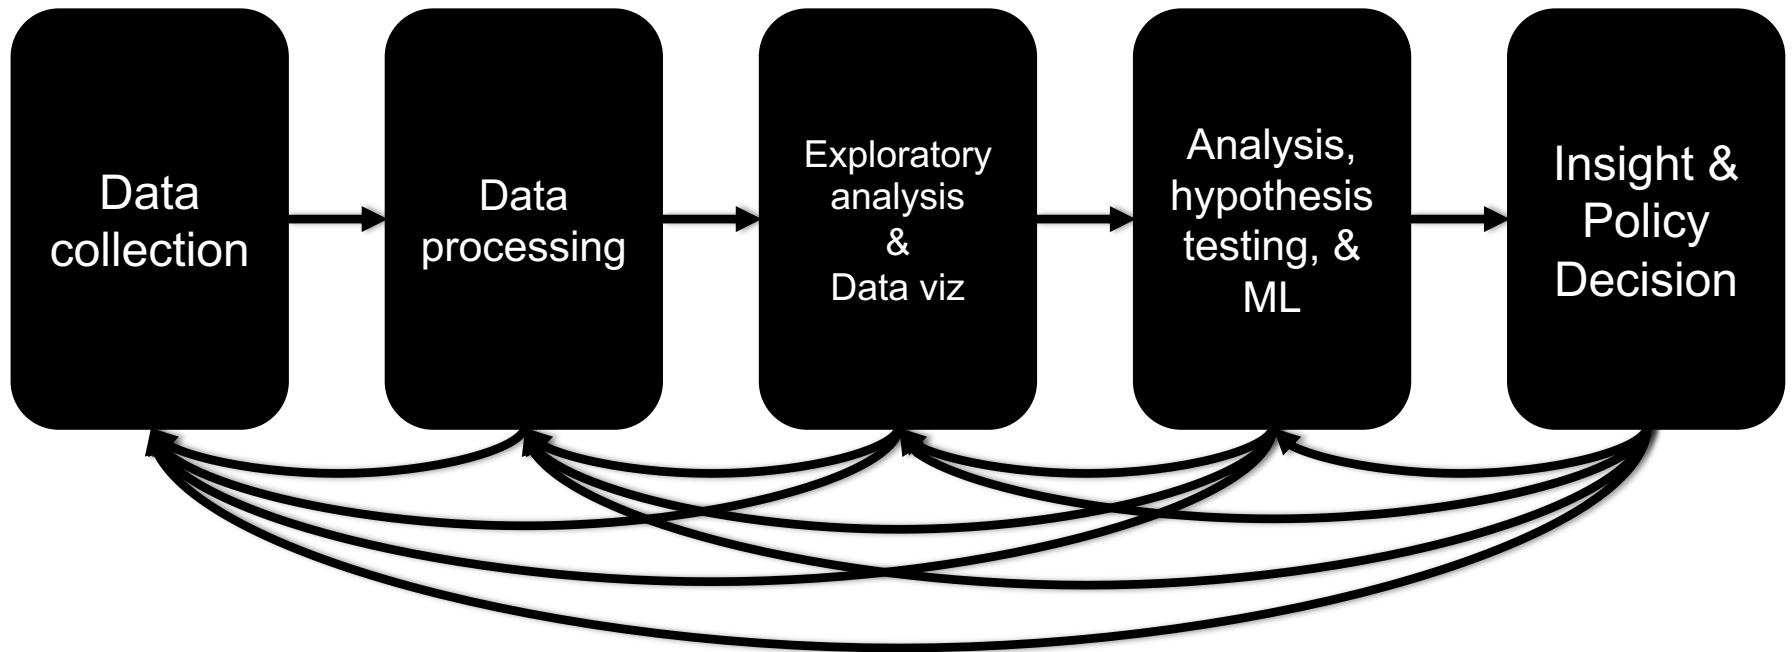 Data
collection
Data
processing
Exploratory
analysis
&
Data viz
Analysis,
hypothesis
testing, &
ML
Insight &
Policy
Decision